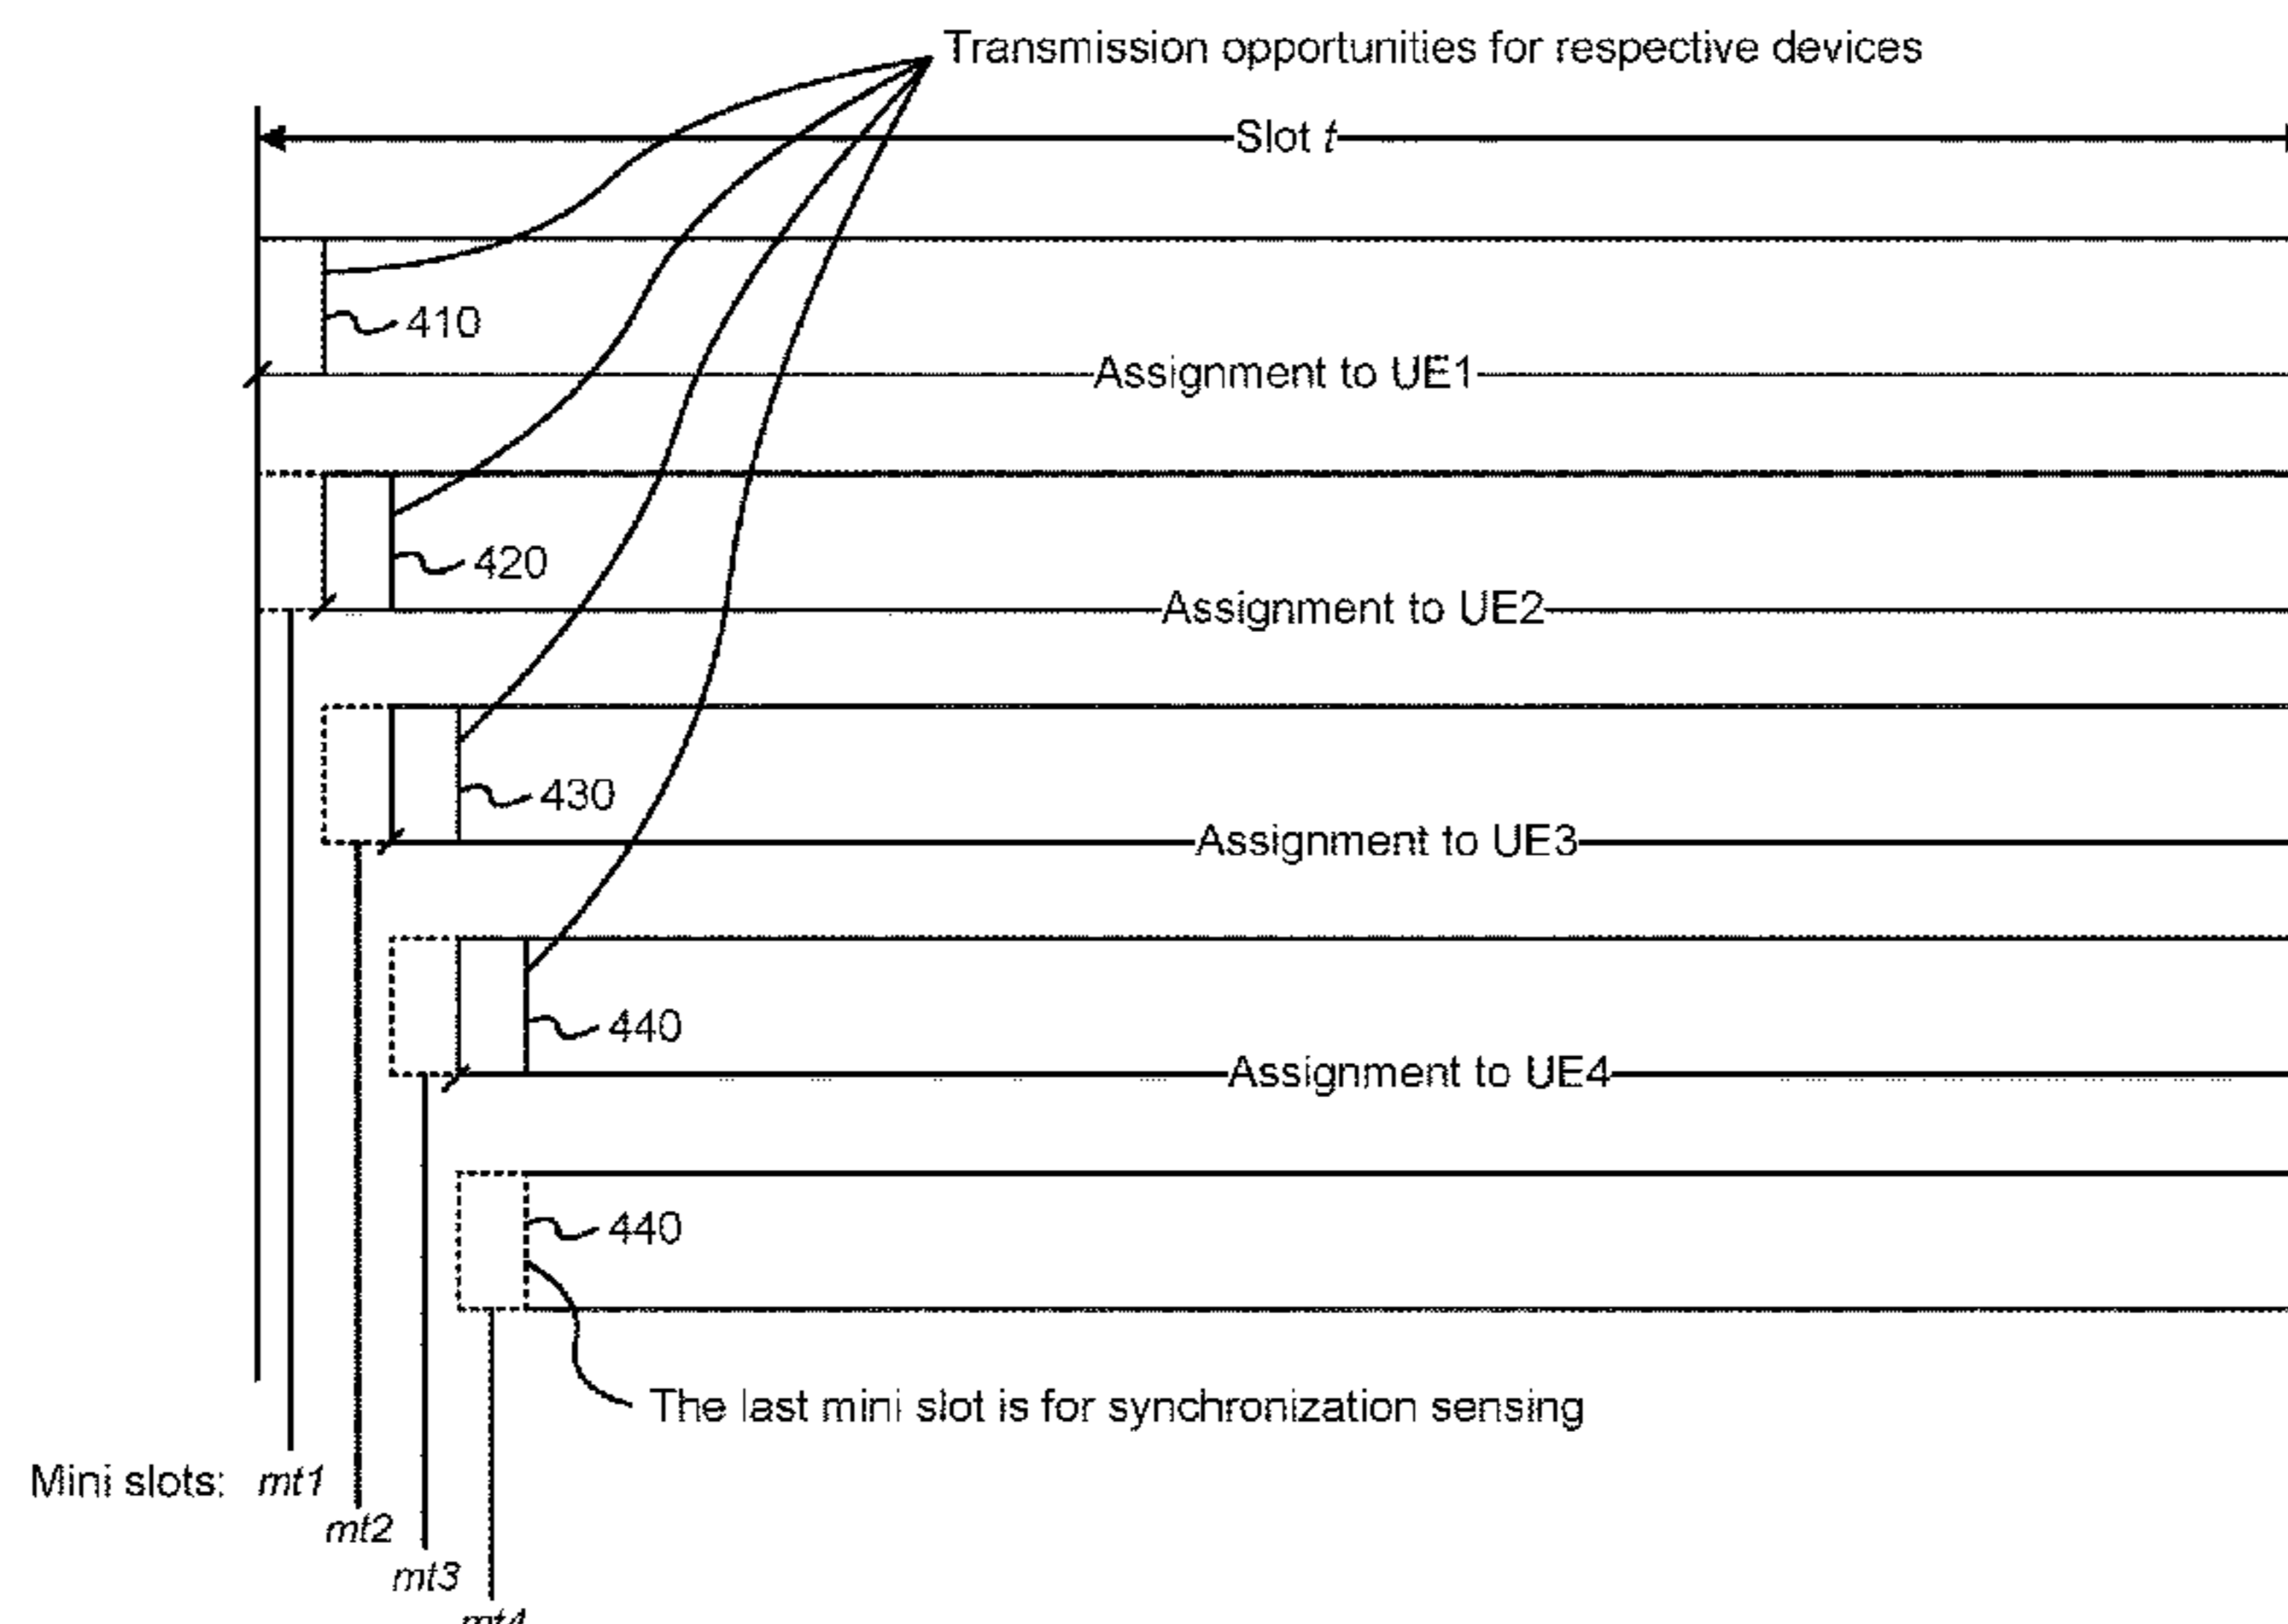 Transmission opportunities for respective devices
Slot t
410
Assignment to UE1
420
Assignment to UE2
430
Assignment to UE3
440
Assignment to UE4
440
The last mini slot is for synchronization sensing
Mini slots: mt1
mt2
mt3
mt4